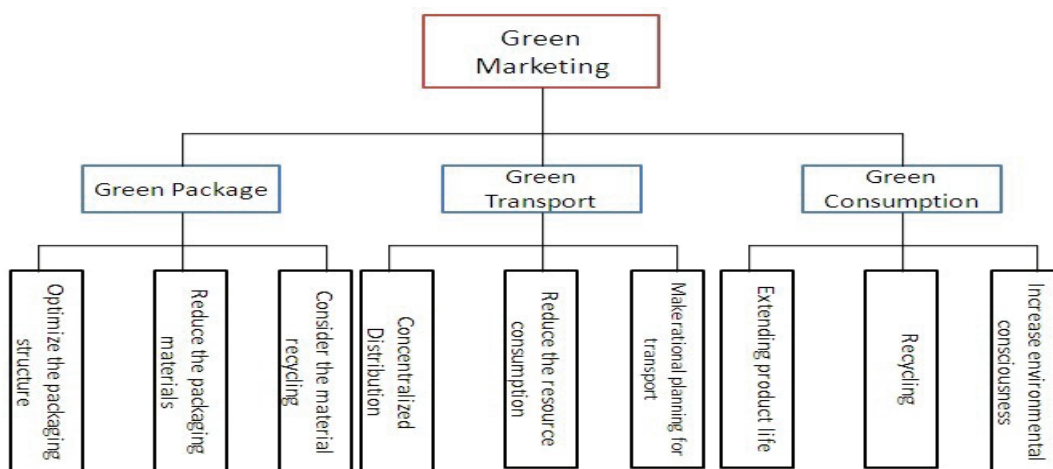 Green
Marketing
Green Package
Green
Transport
Green
Consumption
Optimize the packaging
structure
Reduce the packaging
materials
Consider the material
recycling
Concentralized
Distribution
Reduce the resource
consumption
Makerational planning for
transport
Extending product life
Recycling
Increase environmental
consciousness